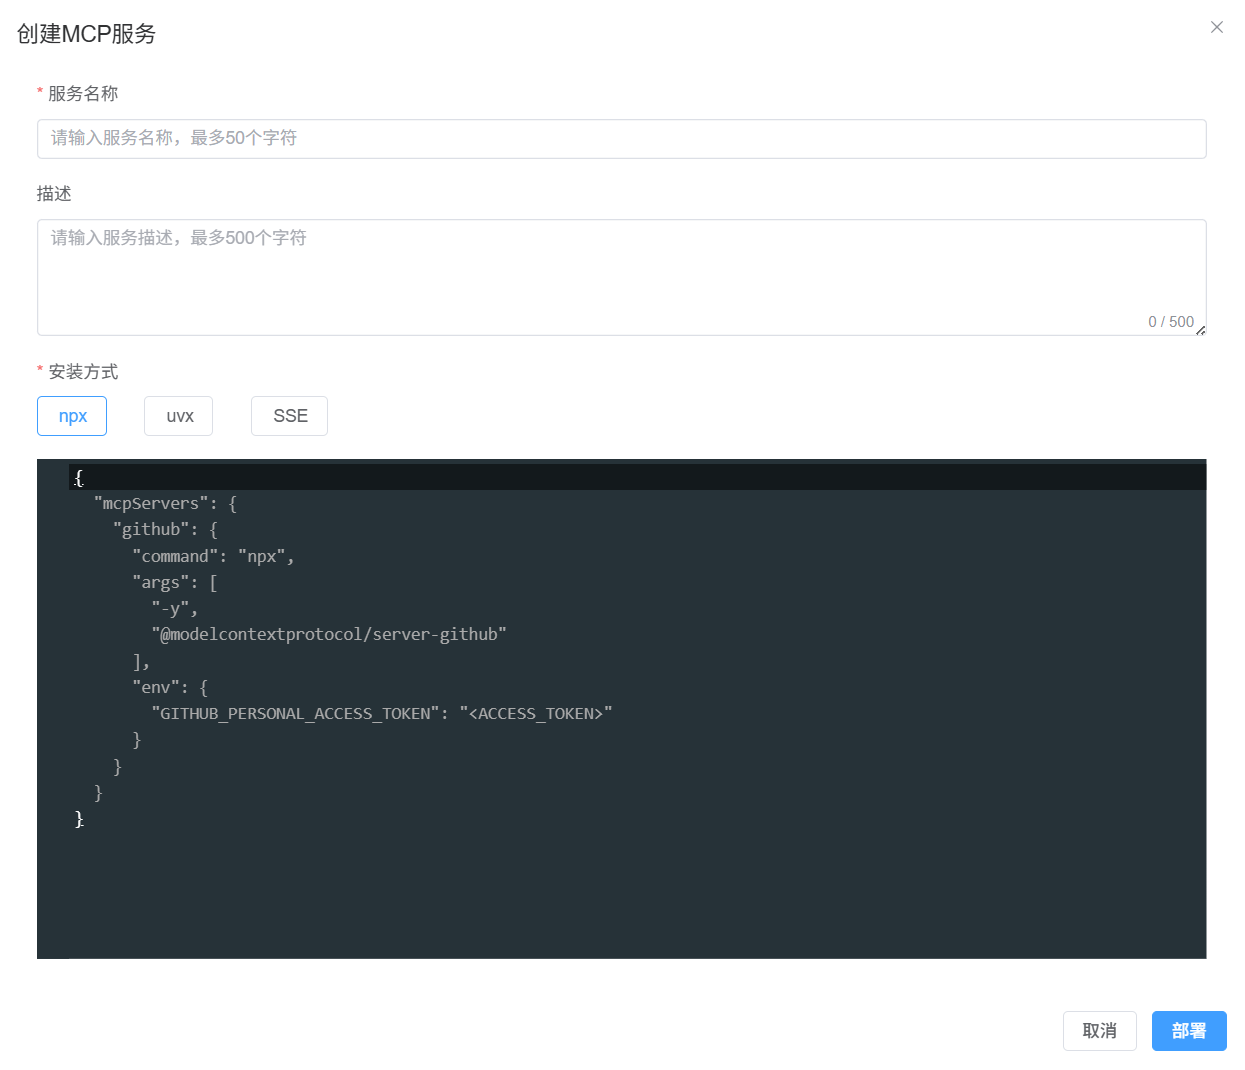 创建MCP服务
* 服务名称
请输入服务名称，最多50个字符
描述
请输入服务描述，最多500个字符
0 / 500
* 安装方式
npx
uvx
SSE
{
  "mcpServers": {
    "github": {
      "command": "npx",
      "args": [
        "-y",
        "@modelcontextprotocol/server-github"
      ],
      "env": {
        "GITHUB_PERSONAL_ACCESS_TOKEN": "<ACCESS_TOKEN>"
      }
    }
  }
}
取消
部署